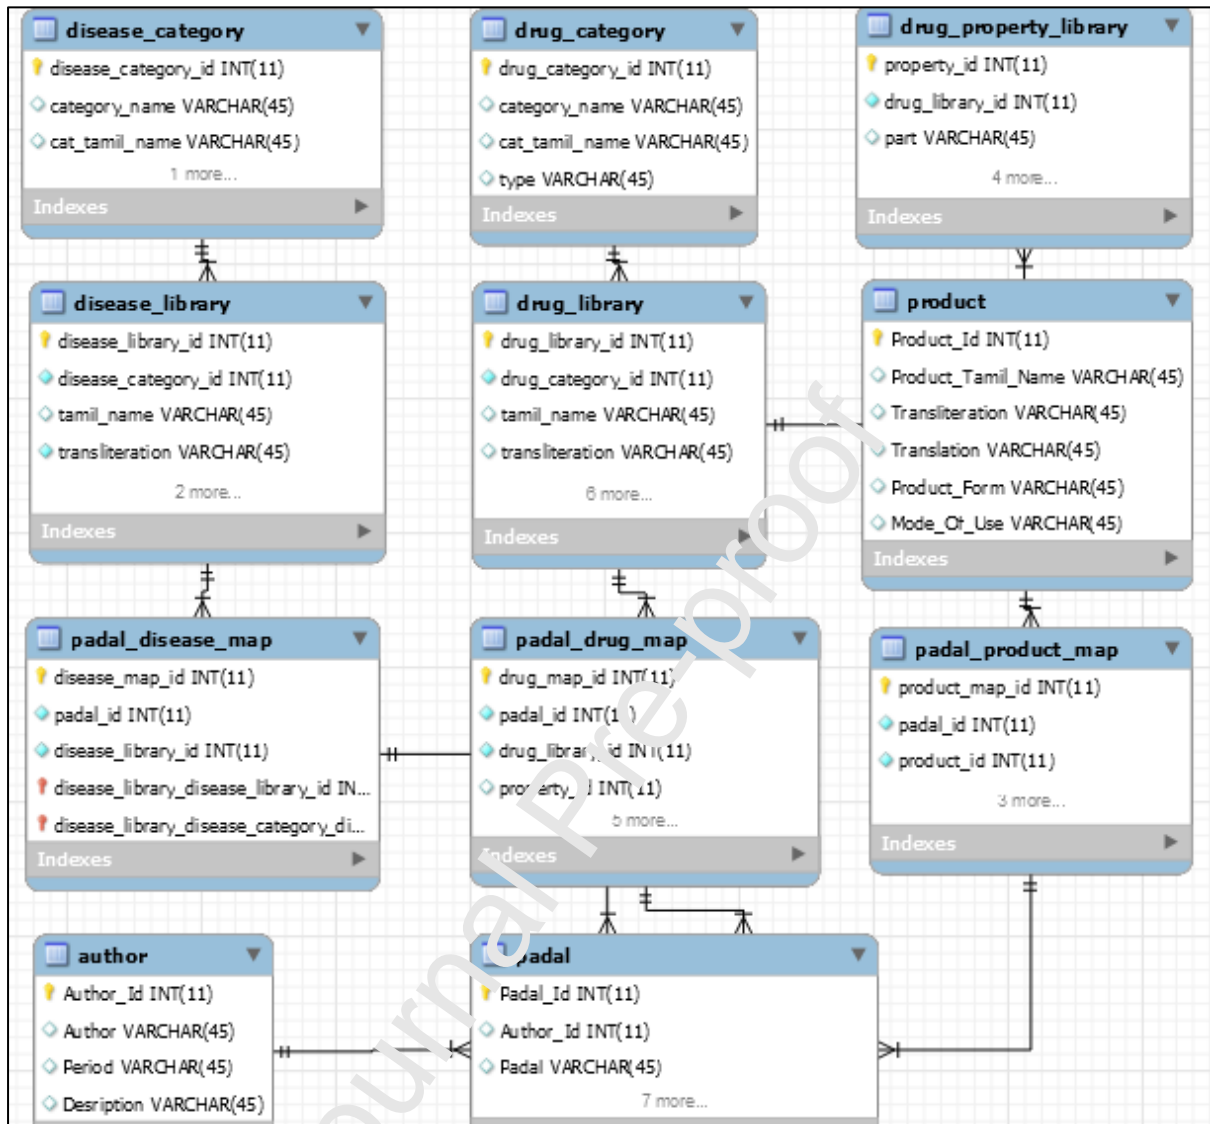 disease_category
disease_category_id INT(11)
category_name VARCHAR(45)
cat_tamil_name VARCHAR(45)
1 more...
Indexes
drug_category
drug_category_id INT(11)
category_name VARCHAR(45)
cat_tamil_name VARCHAR(45)
type VARCHAR(45)
Indexes
drug_property_library
property_id INT(11)
drug_library_id INT(11)
part VARCHAR(45)
4 more...
Indexes
disease_library
disease_library_id INT(11)
disease_category_id INT(11)
tamil_name VARCHAR(45)
transliteration VARCHAR(45)
2 more...
Indexes
drug_library
drug_library_id INT(11)
drug_category_id INT(11)
tamil_name VARCHAR(45)
transliteration VARCHAR(45)
6 more...
Indexes
product
Product_Id INT(11)
Product_Tamil_Name VARCHAR(45)
Transliteration VARCHAR(45)
Translation VARCHAR(45)
Product_Form VARCHAR(45)
Mode_Of_Use VARCHAR(45)
Indexes
padal_disease_map
disease_map_id INT(11)
padal_id INT(11)
disease_library_id INT(11)
disease_library_disease_library_id IN...
disease_library_disease_category_di...
Indexes
padal_drug_map
drug_map_id INT(11)
padal_id INT(11)
drug_library_id INT(11)
property_id INT(11)
5 more...
Indexes
padal_product_map
product_map_id INT(11)
padal_id INT(11)
product_id INT(11)
3 more...
Indexes
author
Author_Id INT(11)
Author VARCHAR(45)
Period VARCHAR(45)
Desription VARCHAR(45)
padal
Padal_Id INT(11)
Author_Id INT(11)
Padal VARCHAR(45)
7 more...
ournal Pre-proof